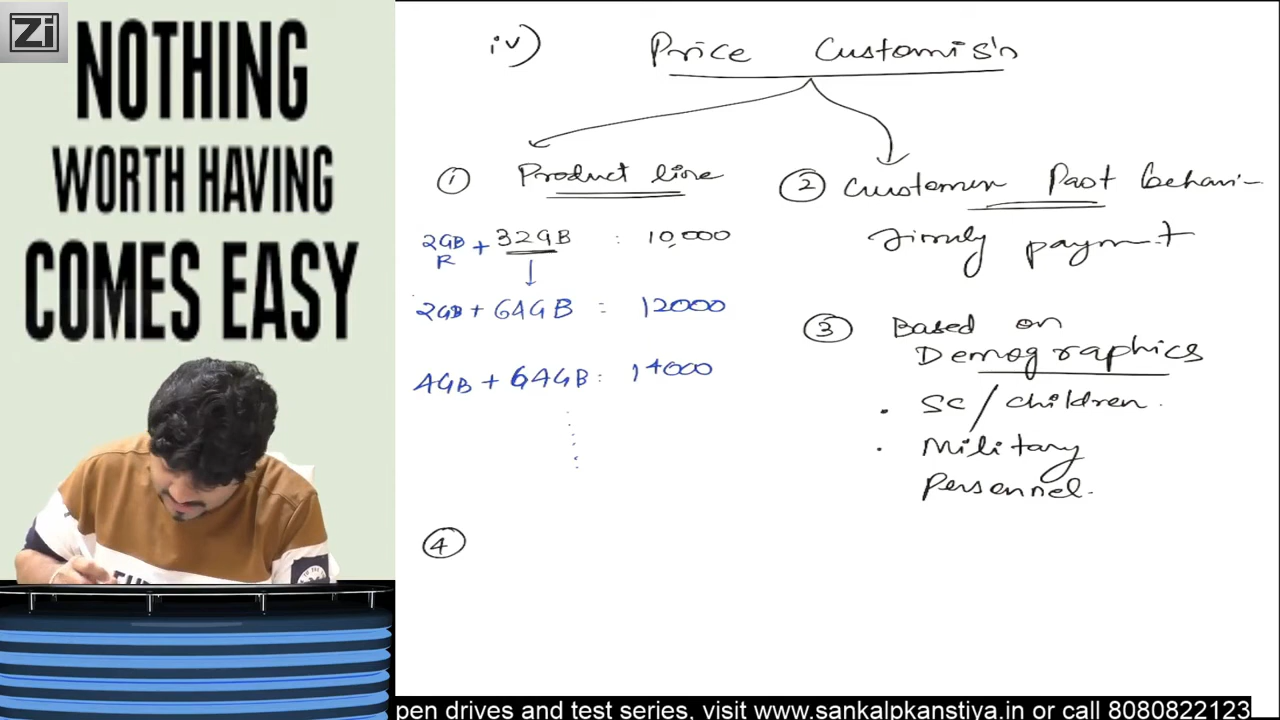 Zi
NOTHING
WORTH HAVING
COMES EASY
iv) Price Customis'n
① Product line
2GB R + 32GB : 10,000
2GB + 64GB : 12000
4GB + 64GB : 14000
② Customer Past behavi-
Timely payment
③ Based on
Demographics
• SC / children.
• Military
Personnel.
④
pen drives and test series, visit www.sankalpkanstiya.in or call 8080822123